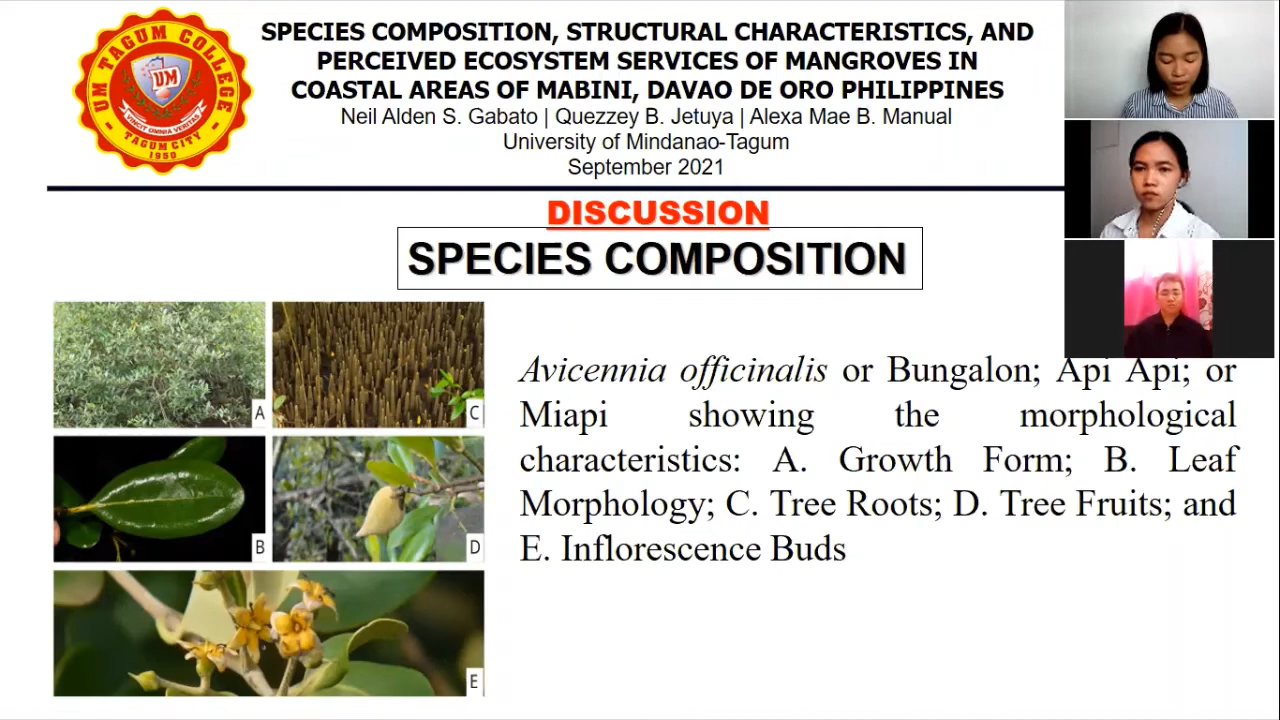 SPECIES COMPOSITION, STRUCTURAL CHARACTERISTICS, AND
PERCEIVED ECOSYSTEM SERVICES OF MANGROVES IN
COASTAL AREAS OF MABINI, DAVAO DE ORO PHILIPPINES
Neil Alden S. Gabato | Quezzey B. Jetuya | Alexa Mae B. Manual
University of Mindanao-Tagum
September 2021
UM TAGUM COLLEGE
UM
VINCIT OMNIA VERITAS
TAGUM CITY
1950
DISCUSSION
SPECIES COMPOSITION
A
C
B
D
E
Avicennia officinalis or Bungalon; Api Api; or
Miapi showing the morphological
characteristics: A. Growth Form; B. Leaf
Morphology; C. Tree Roots; D. Tree Fruits; and
E. Inflorescence Buds